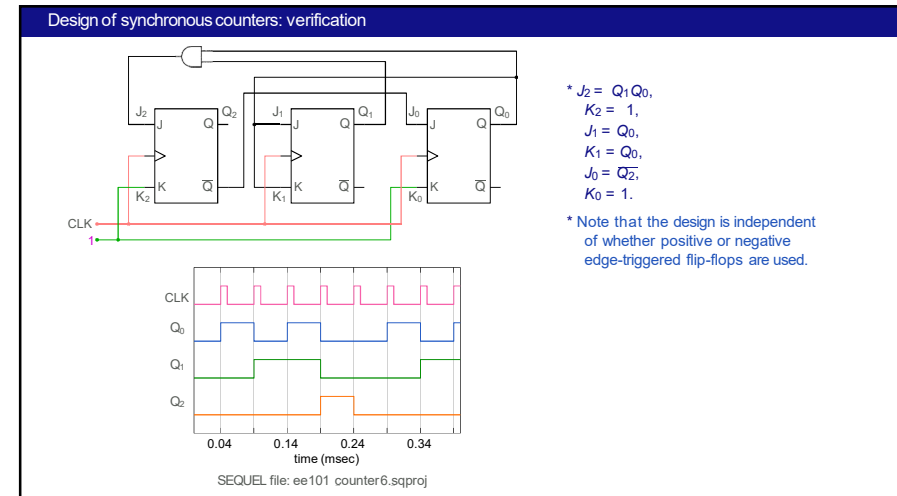 Design of synchronous counters: verification
J₂ Q₂ J₁ Q₁ J₀ Q₀
J Q J Q J Q
K Q̅ K Q̅ K Q̅
K₂ K₁ K₀
CLK
1
* J₂ = Q₁Q₀,
K₂ = 1,
J₁ = Q₀,
K₁ = Q₀,
J₀ = Q̅₂,
K₀ = 1.
* Note that the design is independent
of whether positive or negative
edge-triggered flip-flops are used.
CLK
Q₀
Q₁
Q₂
0.04 0.14 0.24 0.34
time (msec)
SEQUEL file: ee101 counter6.sqproj